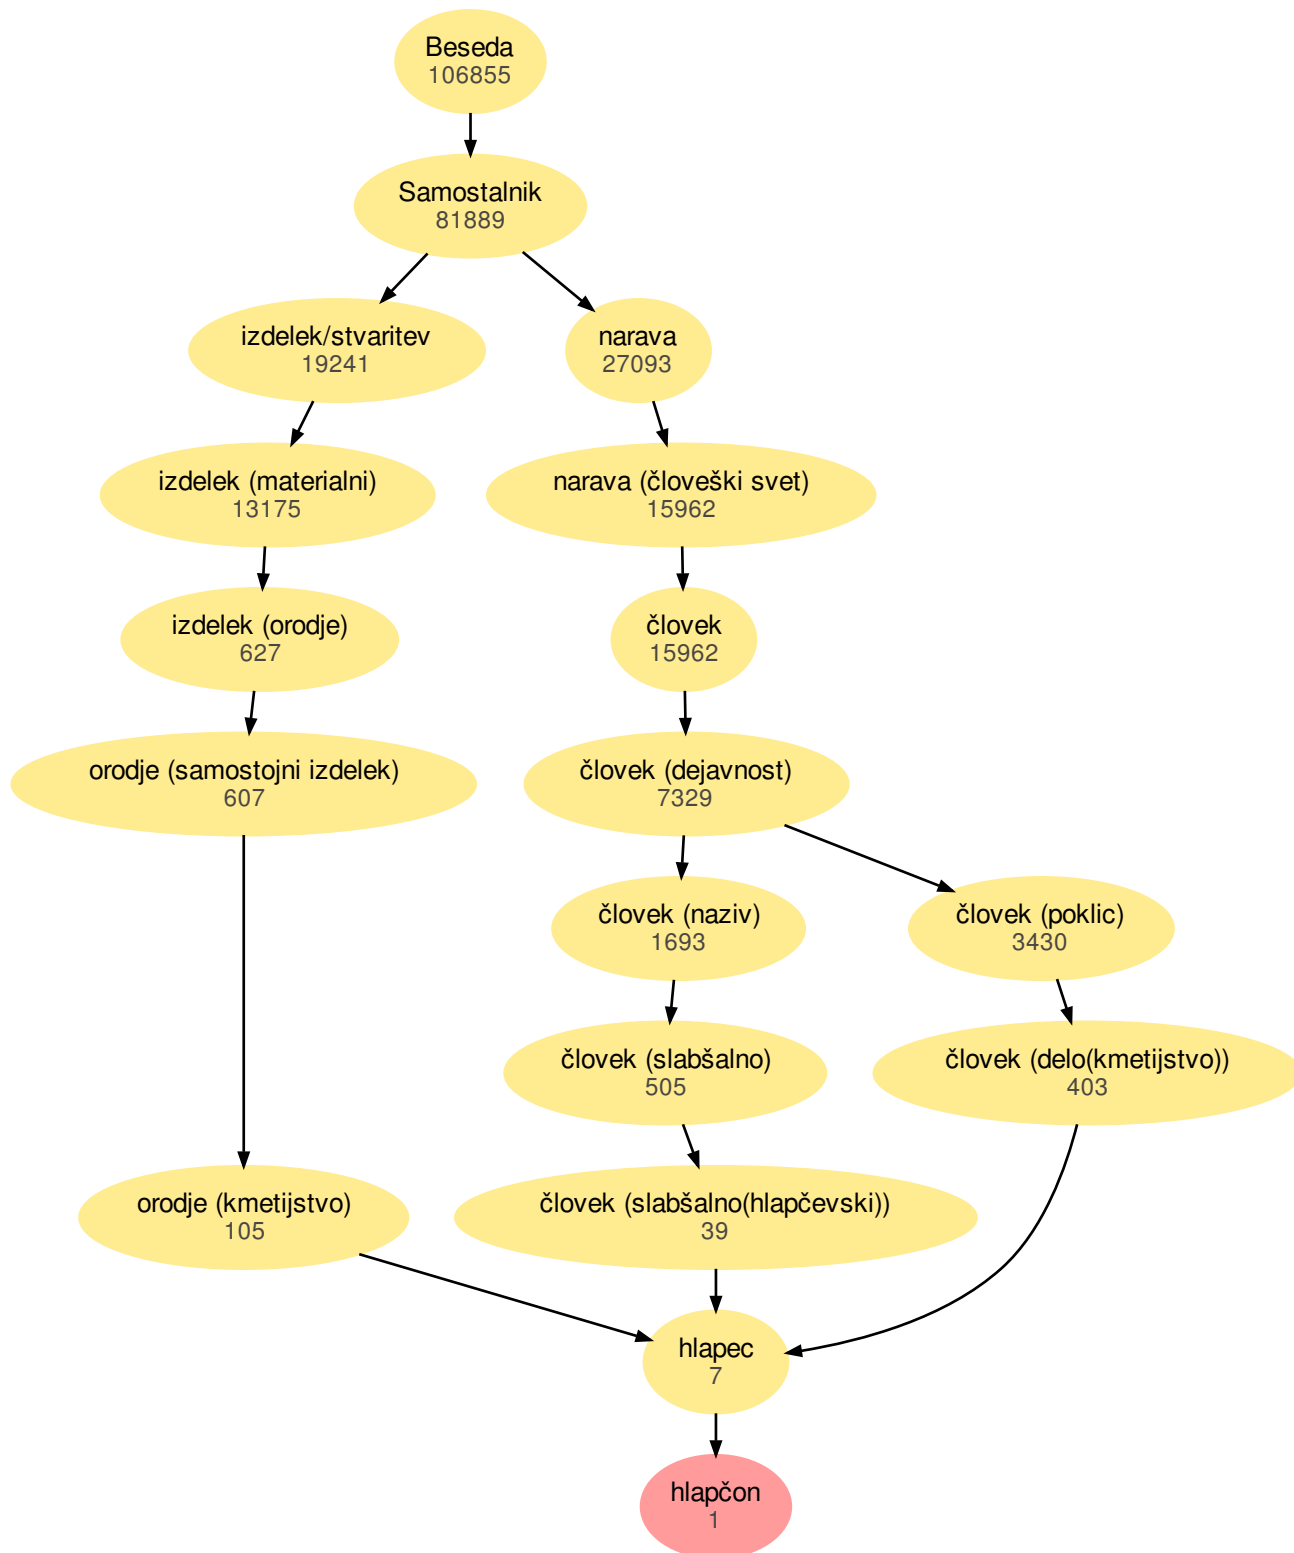 Beseda
106855
Samostalnik
81889
izdelek/stvaritev
19241
narava
27093
izdelek (materialni)
13175
narava (človeški svet)
15962
izdelek (orodje)
627
človek
15962
orodje (samostojni izdelek)
607
človek (dejavnost)
7329
človek (naziv)
1693
človek (poklic)
3430
človek (slabšalno)
505
človek (delo(kmetijstvo))
403
orodje (kmetijstvo)
105
človek (slabšalno(hlapčevski))
39
hlapec
7
hlapčon
1